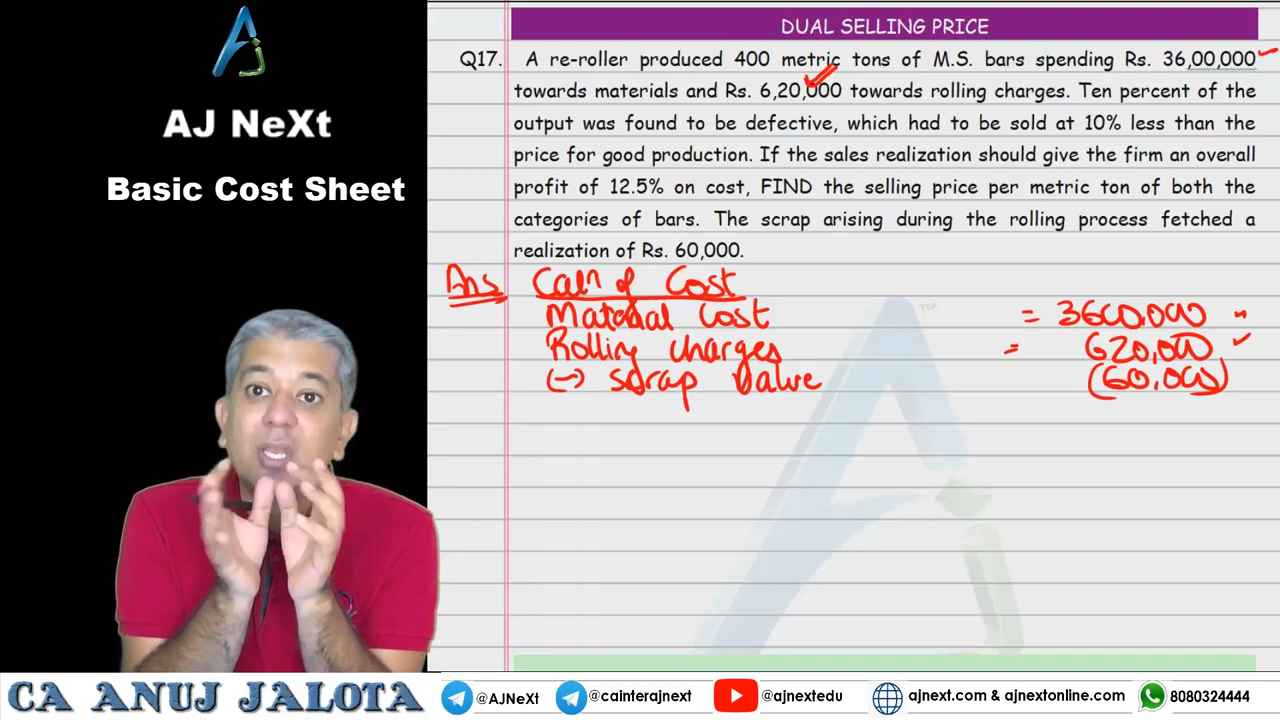 AJ NeXt
Basic Cost Sheet
DUAL SELLING PRICE
Q17. A re-roller produced 400 metric tons of M.S. bars spending Rs. 36,00,000
towards materials and Rs. 6,20,000 towards rolling charges. Ten percent of the
output was found to be defective, which had to be sold at 10% less than the
price for good production. If the sales realization should give the firm an overall
profit of 12.5% on cost, FIND the selling price per metric ton of both the
categories of bars. The scrap arising during the rolling process fetched a
realization of Rs. 60,000.
Ans Caln of Cost
Material Cost = 3600,000
Rolling charges = 620,000
(-) scrap value (60,000)
CA ANUJ JALOTA @AJNeXt @cainterajnext @ajnextedu ajnext.com & ajnextonline.com 8080324444